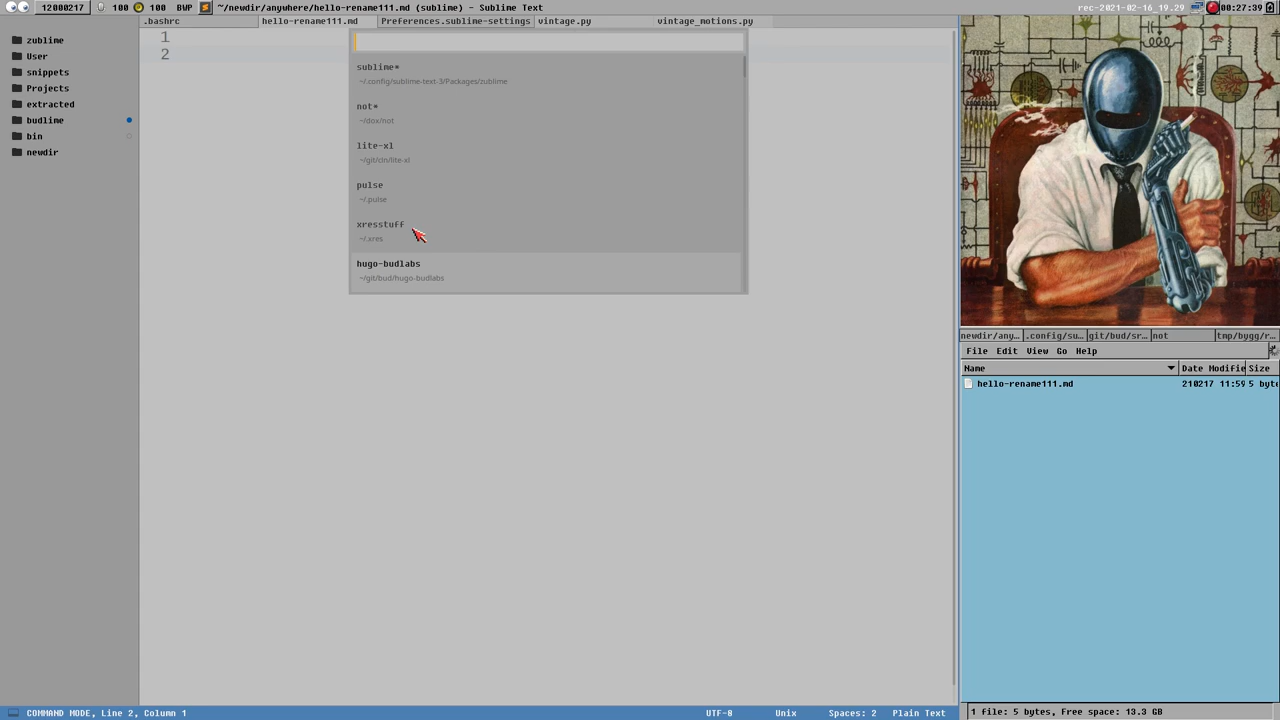 12000217 100 100 BWP ~/newdir/anywhere/hello-rename111.md (sublime) - Sublime Text rec-2021-02-16_19.29 00:27:39
.bashrc hello-rename111.md Preferences.sublime-settings vintage.py vintage_motions.py
zublime
User
snippets
Projects
extracted
budlime
bin
newdir
1
2
sublime*
~/.config/sublime-text-3/Packages/zublime
not*
~/dox/not
lite-xl
~/git/cln/lite-xl
pulse
~/.pulse
xresstuff
~/.xres
hugo-budlabs
~/git/bud/hugo-budlabs
newdir/any... .config/su... git/bud/sr... not tmp/bygg/r...
File Edit View Go Help
Name Date Modifie Size
hello-rename111.md 210217 11:59 5 byte
1 file: 5 bytes, Free space: 13.3 GB
COMMAND MODE, Line 2, Column 1 UTF-8 Unix Spaces: 2 Plain Text